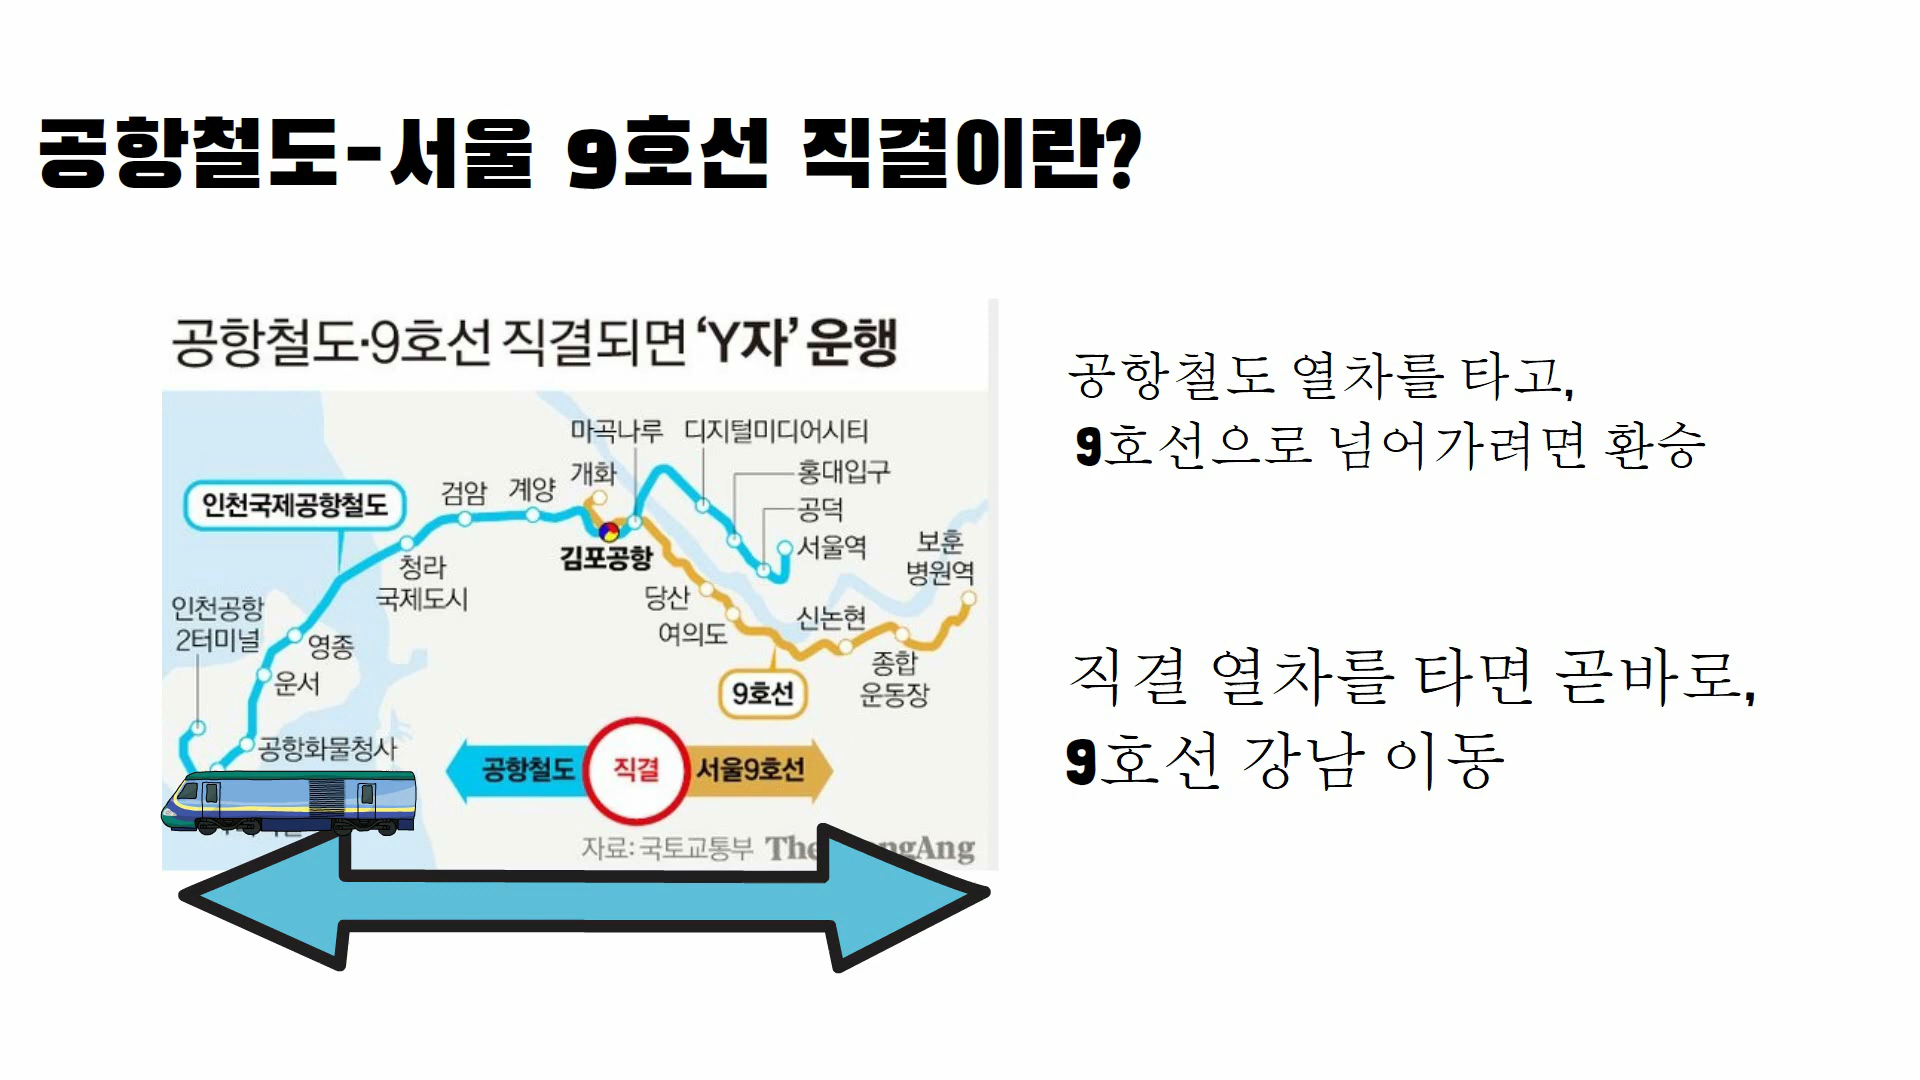 공항철도-서울 9호선 직결이란?
공항철도·9호선 직결되면 ‘Y자’ 운행
마곡나루
디지털미디어시티
개화
홍대입구
검암
계양
인천국제공항철도
공덕
김포공항
서울역
보훈
병원역
청라
국제도시
당산
인천공항
2터미널
여의도
신논현
영종
종합
운동장
운서
9호선
공항화물청사
공항철도
직결
서울9호선
자료: 국토교통부
공항철도 열차를 타고,
9호선으로 넘어가려면 환승
직결 열차를 타면 곧바로,
9호선 강남 이동